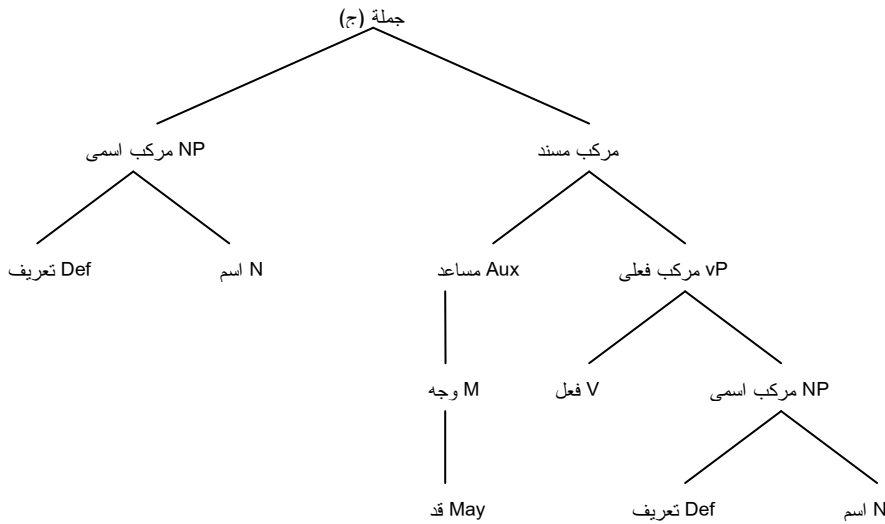 جملة (ج)
مركب اسمى NP
مركب مسند
تعريف Def
اسم N
مساعد Aux
مركب فعلى vP
وجه M
فعل V
مركب اسمى NP
قد May
تعريف Def
اسم N